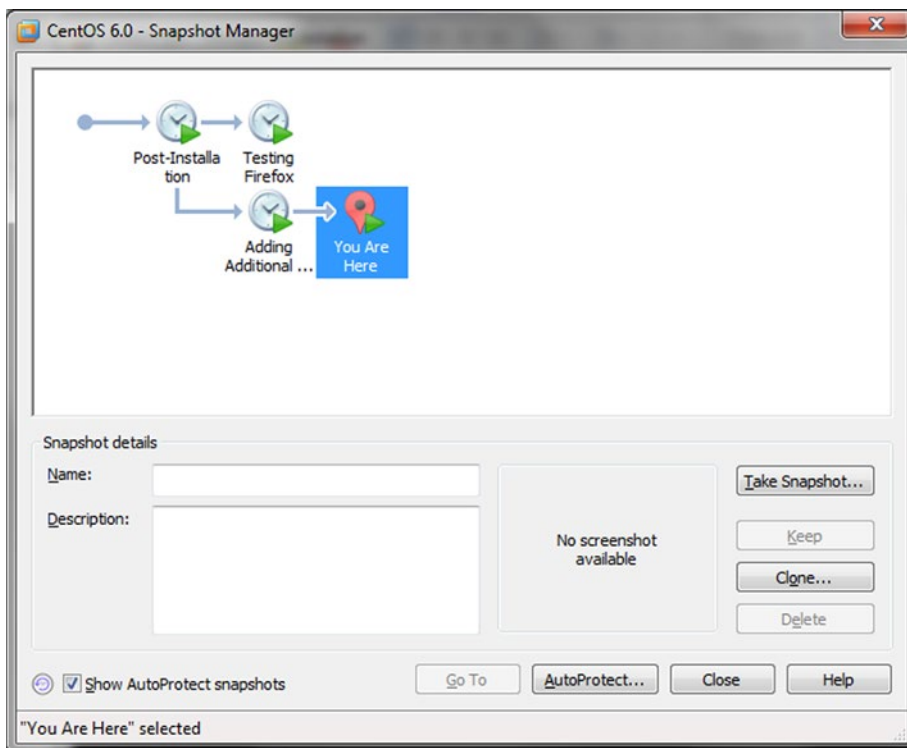 CentOS 6.0 - Snapshot Manager
Post-Installa
tion
Testing
Firefox
Adding
Additional ...
You Are
Here
Snapshot details
Name:
Description:
No screenshot
available
Take Snapshot...
Keep
Clone...
Delete
Show AutoProtect snapshots
Go To
AutoProtect...
Close
Help
"You Are Here" selected